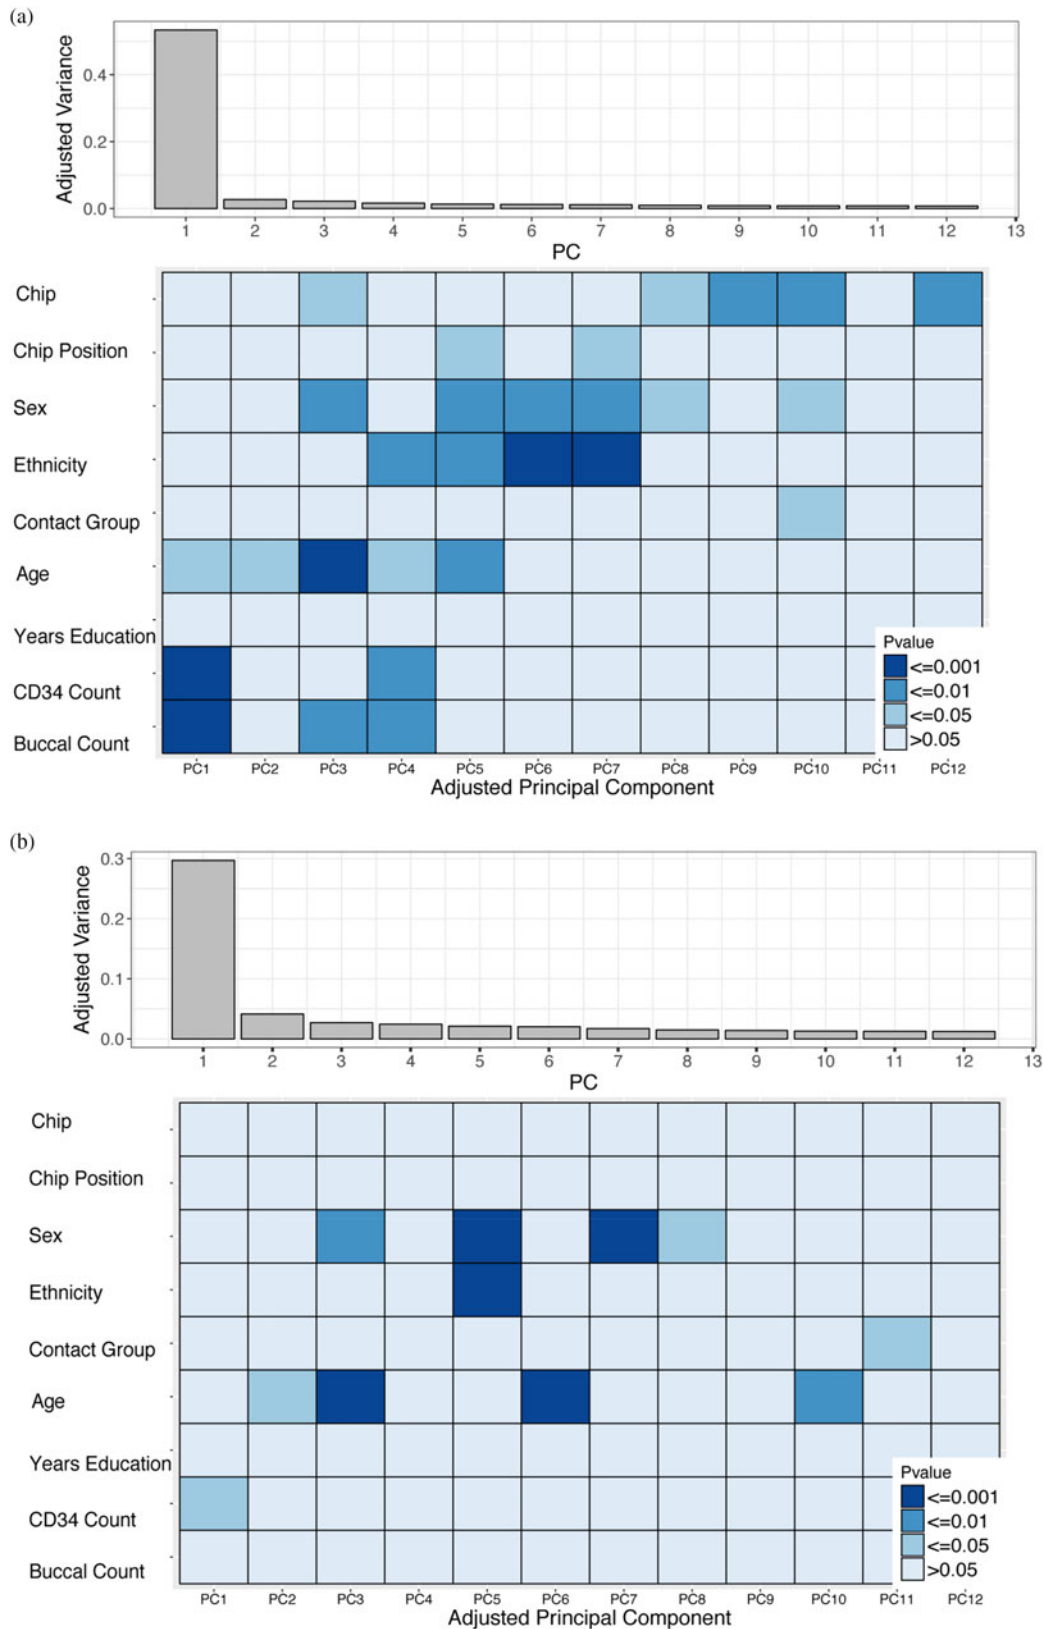 (a)
Adjusted Variance
0.4
0.2
0.0
1 2 3 4 5 6 7 8 9 10 11 12 13
PC
Chip
Chip Position
Sex
Ethnicity
Contact Group
Age
Years Education
CD34 Count
Buccal Count
Pvalue
<=0.001
<=0.01
<=0.05
>0.05
PC1 PC2 PC3 PC4 PC5 PC6 PC7 PC8 PC9 PC10 PC11 PC12
Adjusted Principal Component
(b)
Adjusted Variance
0.3
0.2
0.1
0.0
1 2 3 4 5 6 7 8 9 10 11 12 13
PC
Chip
Chip Position
Sex
Ethnicity
Contact Group
Age
Years Education
CD34 Count
Buccal Count
Pvalue
<=0.001
<=0.01
<=0.05
>0.05
PC1 PC2 PC3 PC4 PC5 PC6 PC7 PC8 PC9 PC10 PC11 PC12
Adjusted Principal Component